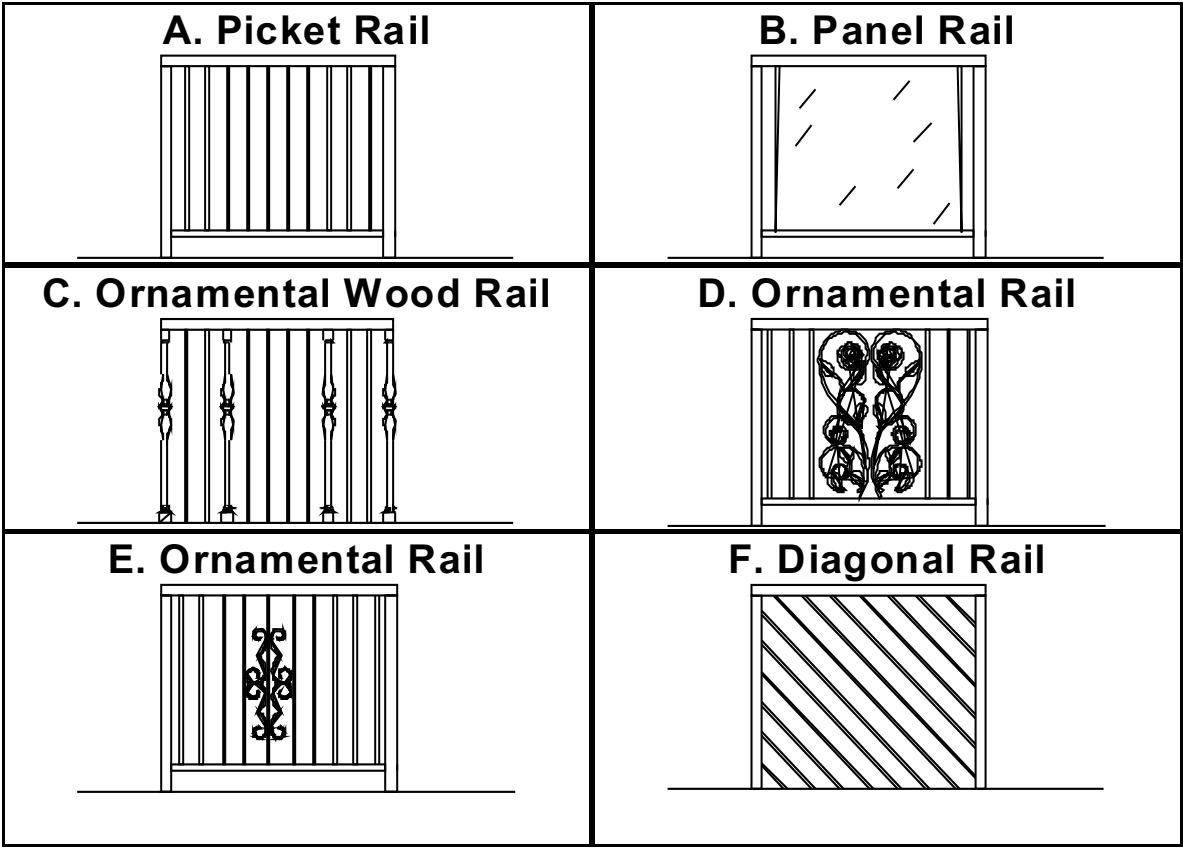 A. Picket Rail
B. Panel Rail
C. Ornamental Wood Rail
D. Ornamental Rail
E. Ornamental Rail
F. Diagonal Rail